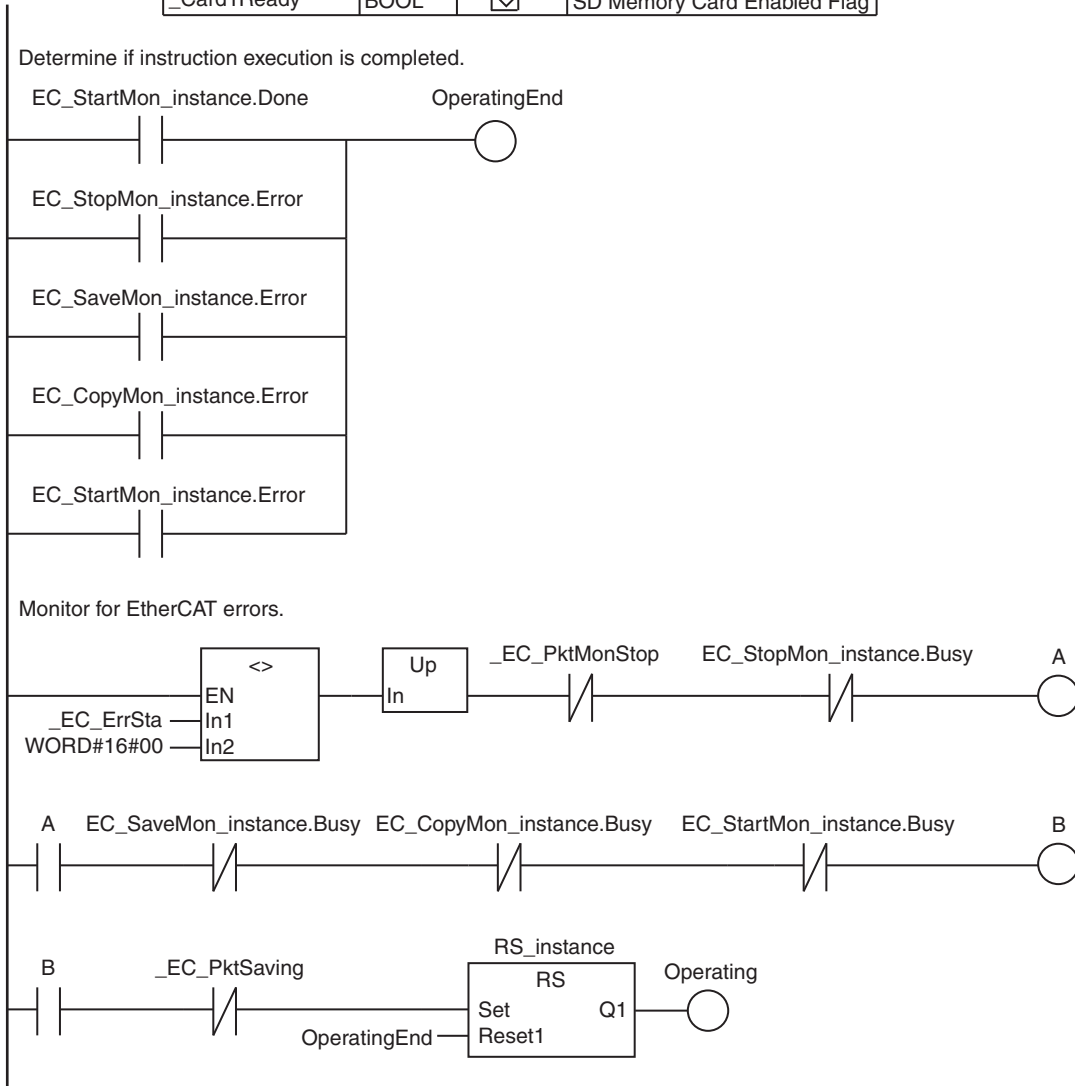 _Card1Ready BOOL SD Memory Card Enabled Flag
Determine if instruction execution is completed.
EC_StartMon_instance.Done OperatingEnd
EC_StopMon_instance.Error
EC_SaveMon_instance.Error
EC_CopyMon_instance.Error
EC_StartMon_instance.Error
Monitor for EtherCAT errors.
<> Up _EC_PktMonStop EC_StopMon_instance.Busy A
EN In
_EC_ErrSta In1
WORD#16#00 In2
A EC_SaveMon_instance.Busy EC_CopyMon_instance.Busy EC_StartMon_instance.Busy B
RS_instance
B _EC_PktSaving RS Operating
Set Q1
OperatingEnd Reset1